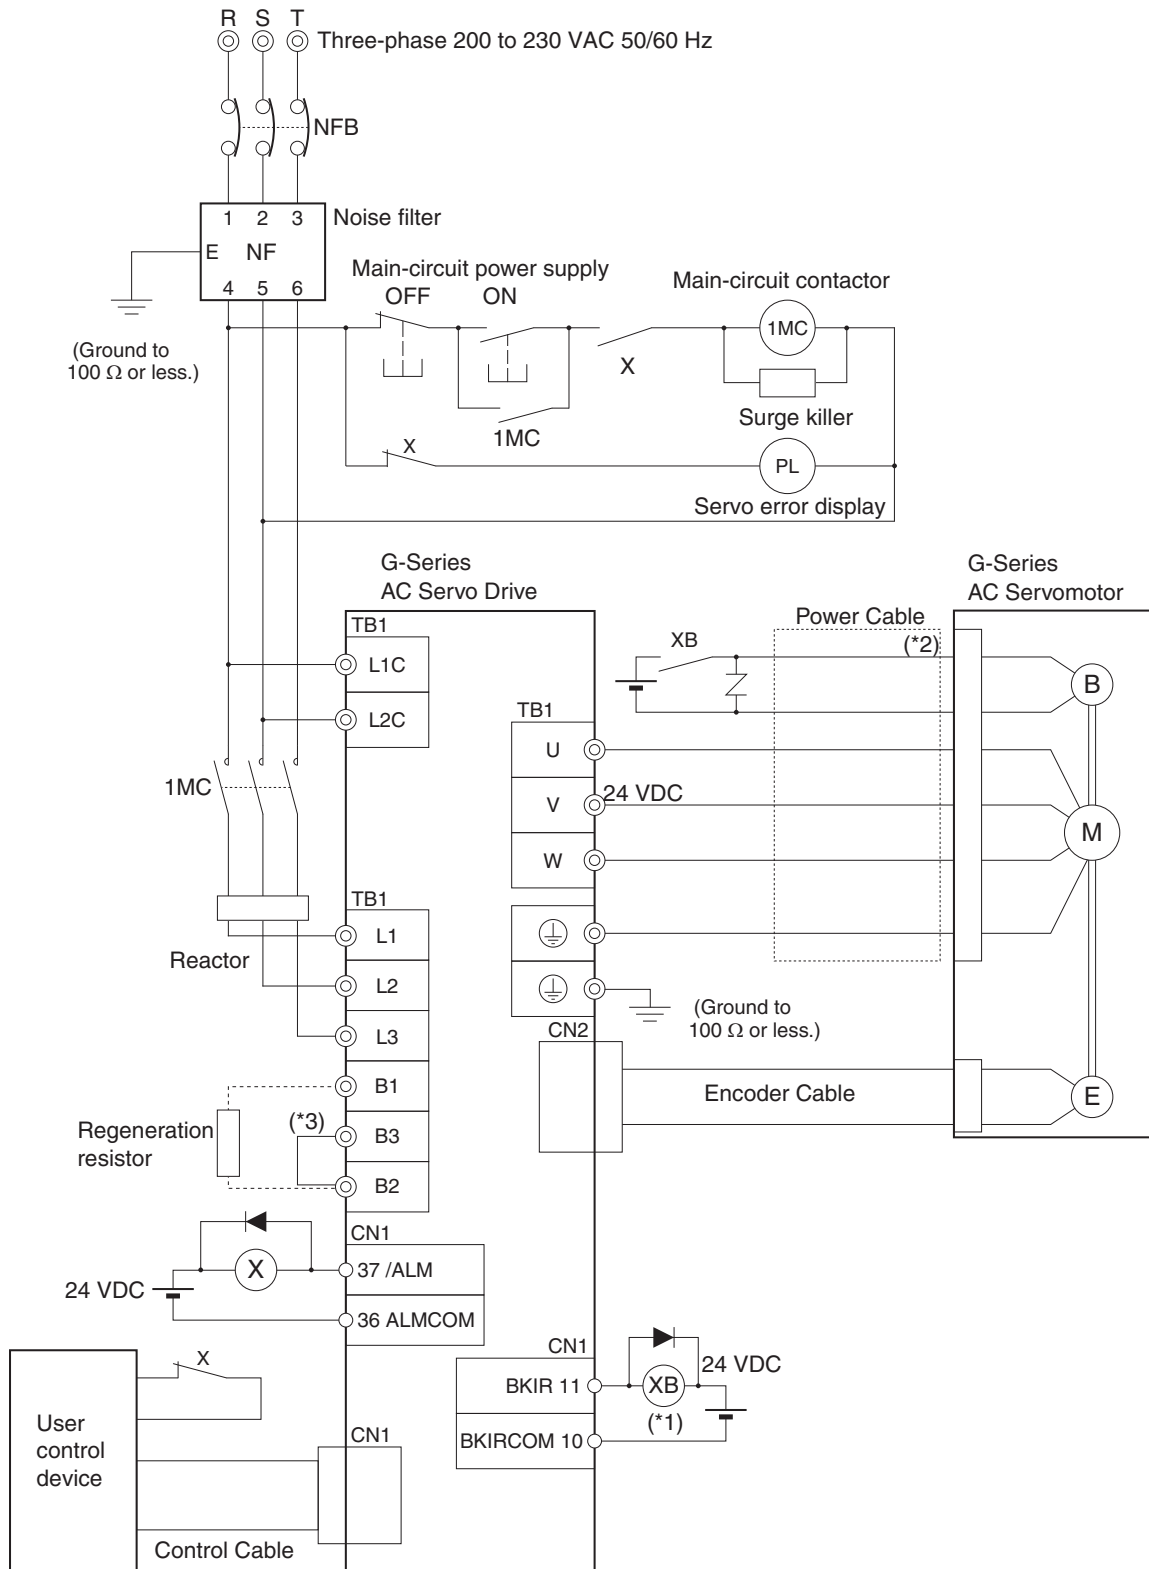 R S T
Three-phase 200 to 230 VAC 50/60 Hz
NFB
1 2 3
Noise filter
E NF
4 5 6
Main-circuit power supply
OFF ON
Main-circuit contactor
1MC
X
(Ground to
100 Ω or less.)
Surge killer
1MC
X
PL
Servo error display
G-Series
AC Servo Drive
G-Series
AC Servomotor
TB1
L1C
L2C
XB
Power Cable
(*2)
B
TB1
U
V
24 VDC
W
M
1MC
TB1
L1
Reactor
L2
L3
(Ground to
100 Ω or less.)
CN2
Encoder Cable
E
B1
(*3)
B3
Regeneration
resistor
B2
CN1
X
37 /ALM
24 VDC
36 ALMCOM
CN1
24 VDC
BKIR 11
XB
(*1)
BKIRCOM 10
X
User
control
device
CN1
Control Cable